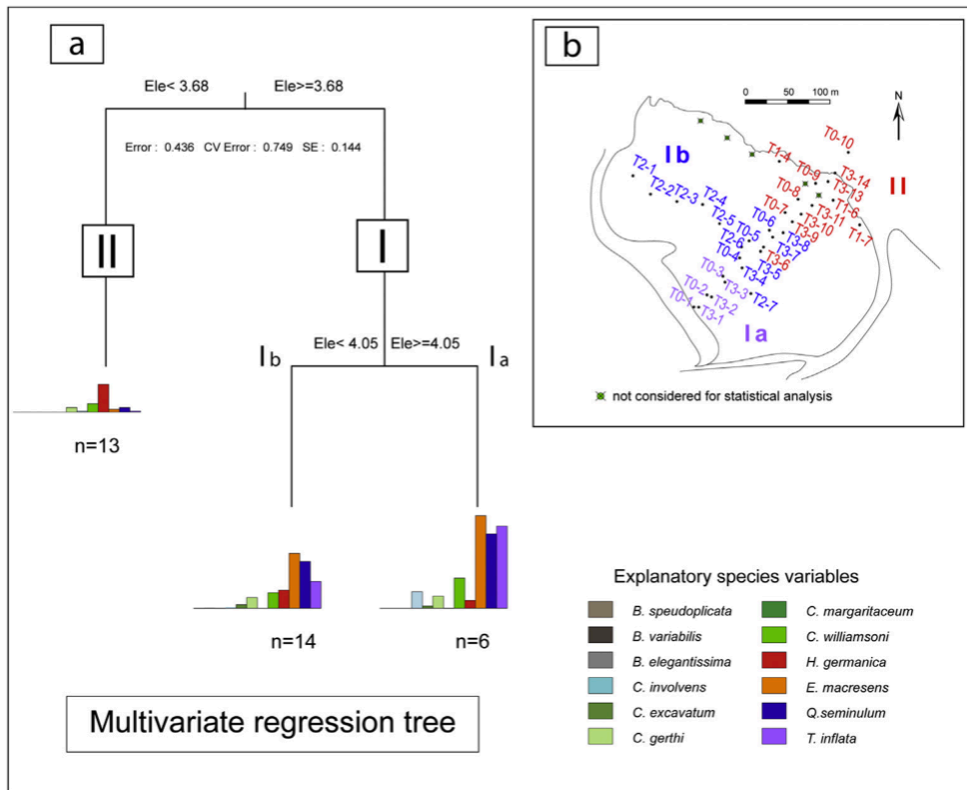 a
Ele< 3.68
Ele>=3.68
Error : 0.436 CV Error : 0.749 SE : 0.144
II
I
Ib
Ele< 4.05
Ele>=4.05
Ia
n=13
n=14
n=6
Multivariate regression tree
b
0 50 100 m
N
T0-10
T1-4
T0-9
T3-14
Ib
II
T2-1
T3-13
T0-8
T2-2
T2-3
T2-4
T1-6
T0-7
T3-11
T2-5
T0-6
T3-10
T1-7
T0-5
T3-9
T2-6
T3-8
T0-4
T3-7
T3-6
T3-5
T0-3
T3-4
T3-3
T0-2
T2-7
T3-2
T0-1
T3-1
Ia
not considered for statistical analysis
Explanatory species variables
B. speudoplicata
B. variabilis
B. elegantissima
C. involvens
C. excavatum
C. gerthi
C. margaritaceum
C. williamsoni
H. germanica
E. macresens
Q.seminulum
T. inflata